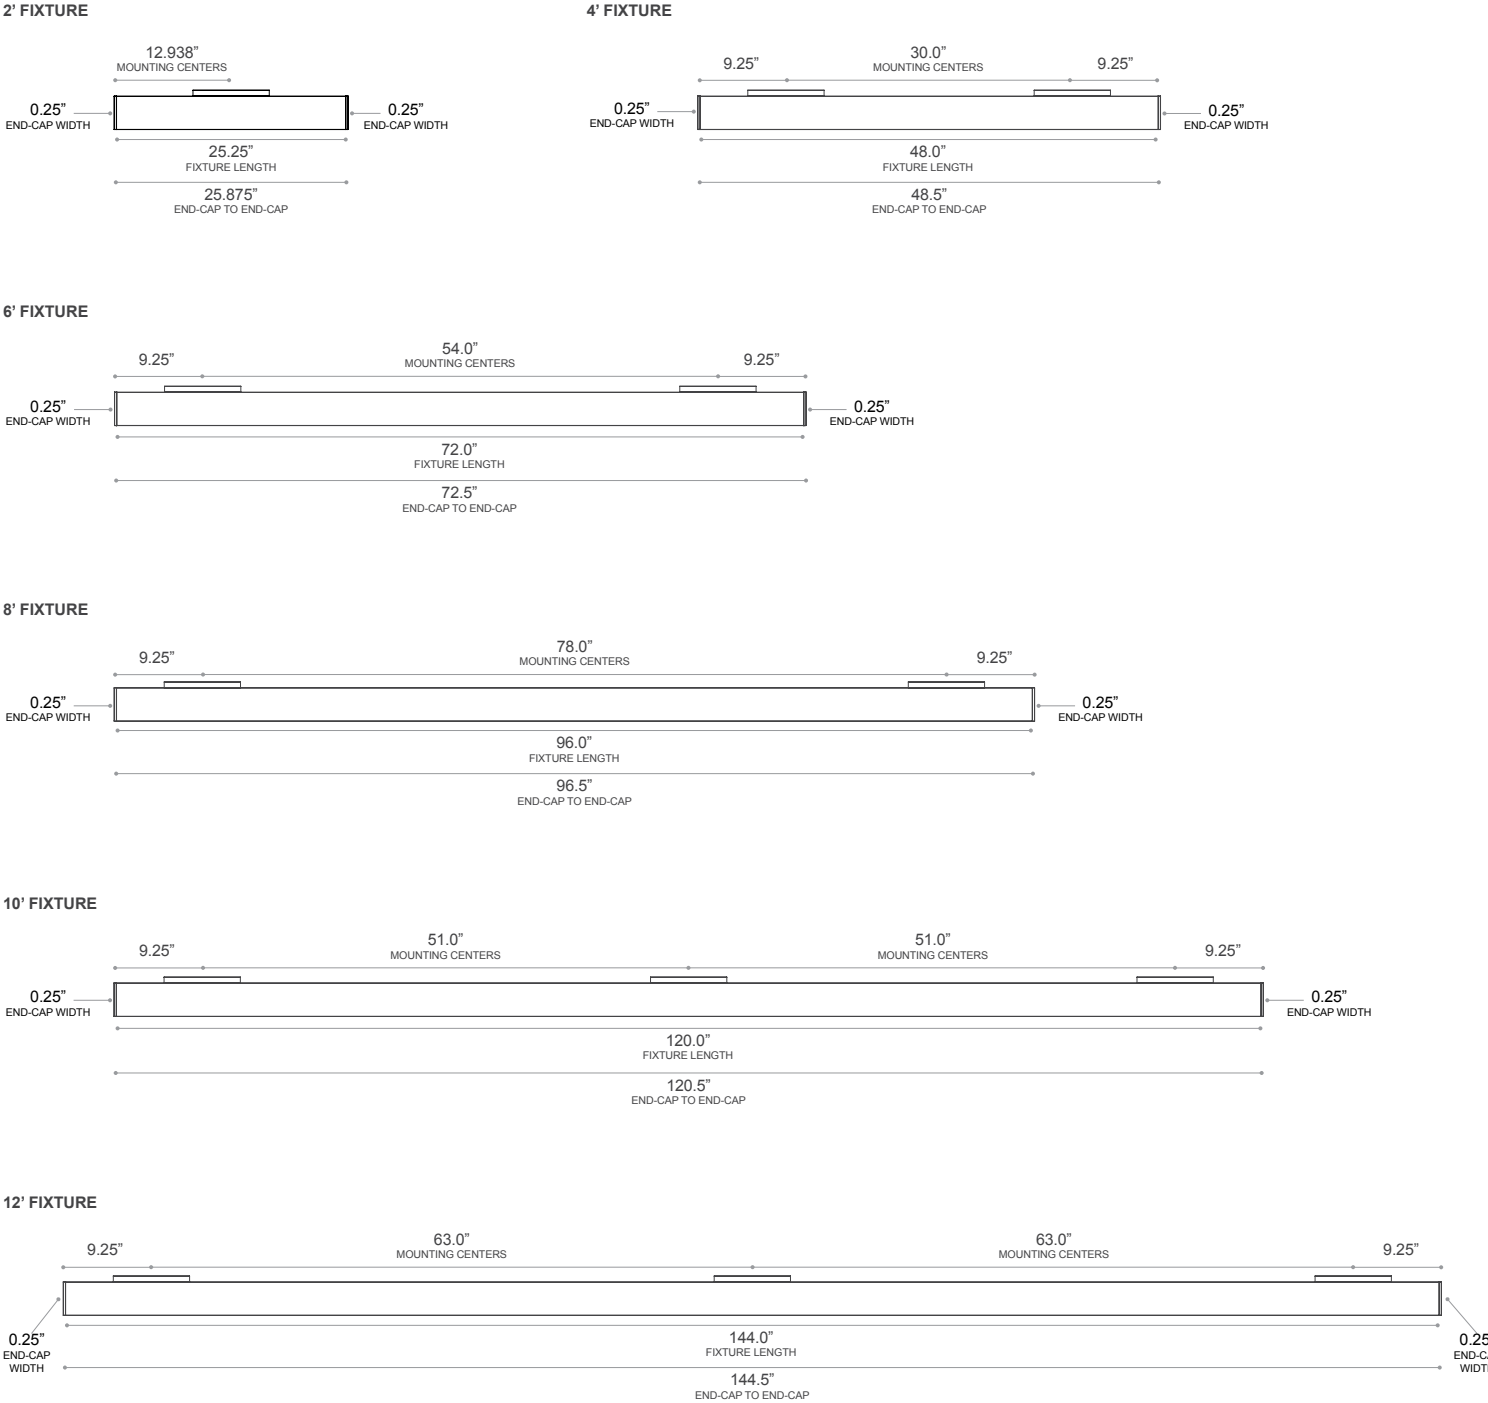 2’ FIXTURE
12.938”
MOUNTING CENTERS
0.25”
END-CAP WIDTH
0.25”
END-CAP WIDTH
25.25”
FIXTURE LENGTH
25.875”
END-CAP TO END-CAP
4’ FIXTURE
9.25”
30.0”
MOUNTING CENTERS
9.25”
0.25”
END-CAP WIDTH
0.25”
END-CAP WIDTH
48.0”
FIXTURE LENGTH
48.5”
END-CAP TO END-CAP
6’ FIXTURE
9.25”
54.0”
MOUNTING CENTERS
9.25”
0.25”
END-CAP WIDTH
0.25”
END-CAP WIDTH
72.0”
FIXTURE LENGTH
72.5”
END-CAP TO END-CAP
8’ FIXTURE
9.25”
78.0”
MOUNTING CENTERS
9.25”
0.25”
END-CAP WIDTH
0.25”
END-CAP WIDTH
96.0”
FIXTURE LENGTH
96.5”
END-CAP TO END-CAP
10’ FIXTURE
9.25”
51.0”
MOUNTING CENTERS
51.0”
MOUNTING CENTERS
9.25”
0.25”
END-CAP WIDTH
0.25”
END-CAP WIDTH
120.0”
FIXTURE LENGTH
120.5”
END-CAP TO END-CAP
12’ FIXTURE
9.25”
63.0”
MOUNTING CENTERS
63.0”
MOUNTING CENTERS
9.25”
0.25”
END-CAP
WIDTH
144.0”
FIXTURE LENGTH
144.5”
END-CAP TO END-CAP
0.25
END-C
WIDT